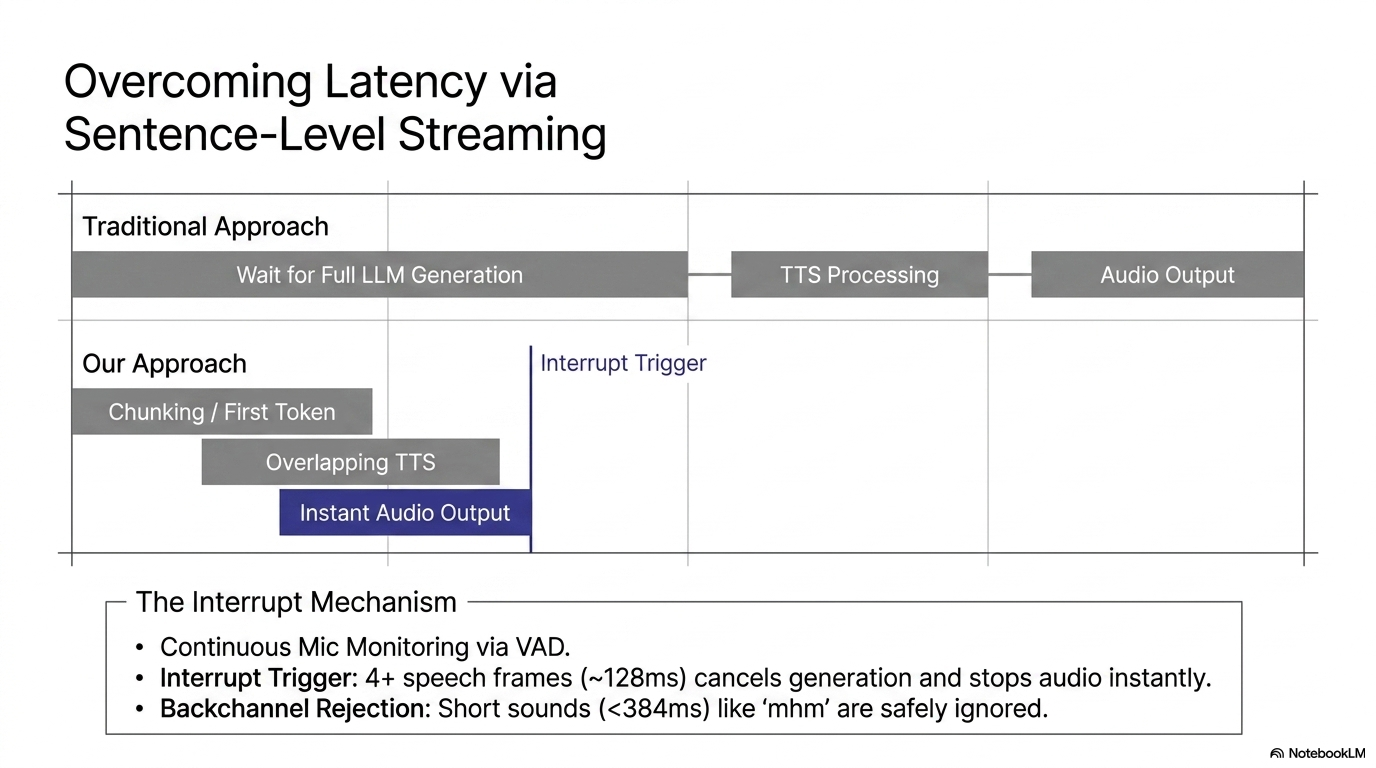 Overcoming Latency via
Sentence-Level Streaming
Traditional Approach
Wait for Full LLM Generation
TTS Processing
Audio Output
Our Approach
Interrupt Trigger
Chunking / First Token
Overlapping TTS
Instant Audio Output
The Interrupt Mechanism
• Continuous Mic Monitoring via VAD.
• Interrupt Trigger: 4+ speech frames (~128ms) cancels generation and stops audio instantly.
• Backchannel Rejection: Short sounds (<384ms) like ‘mhm’ are safely ignored.
NotebookLM